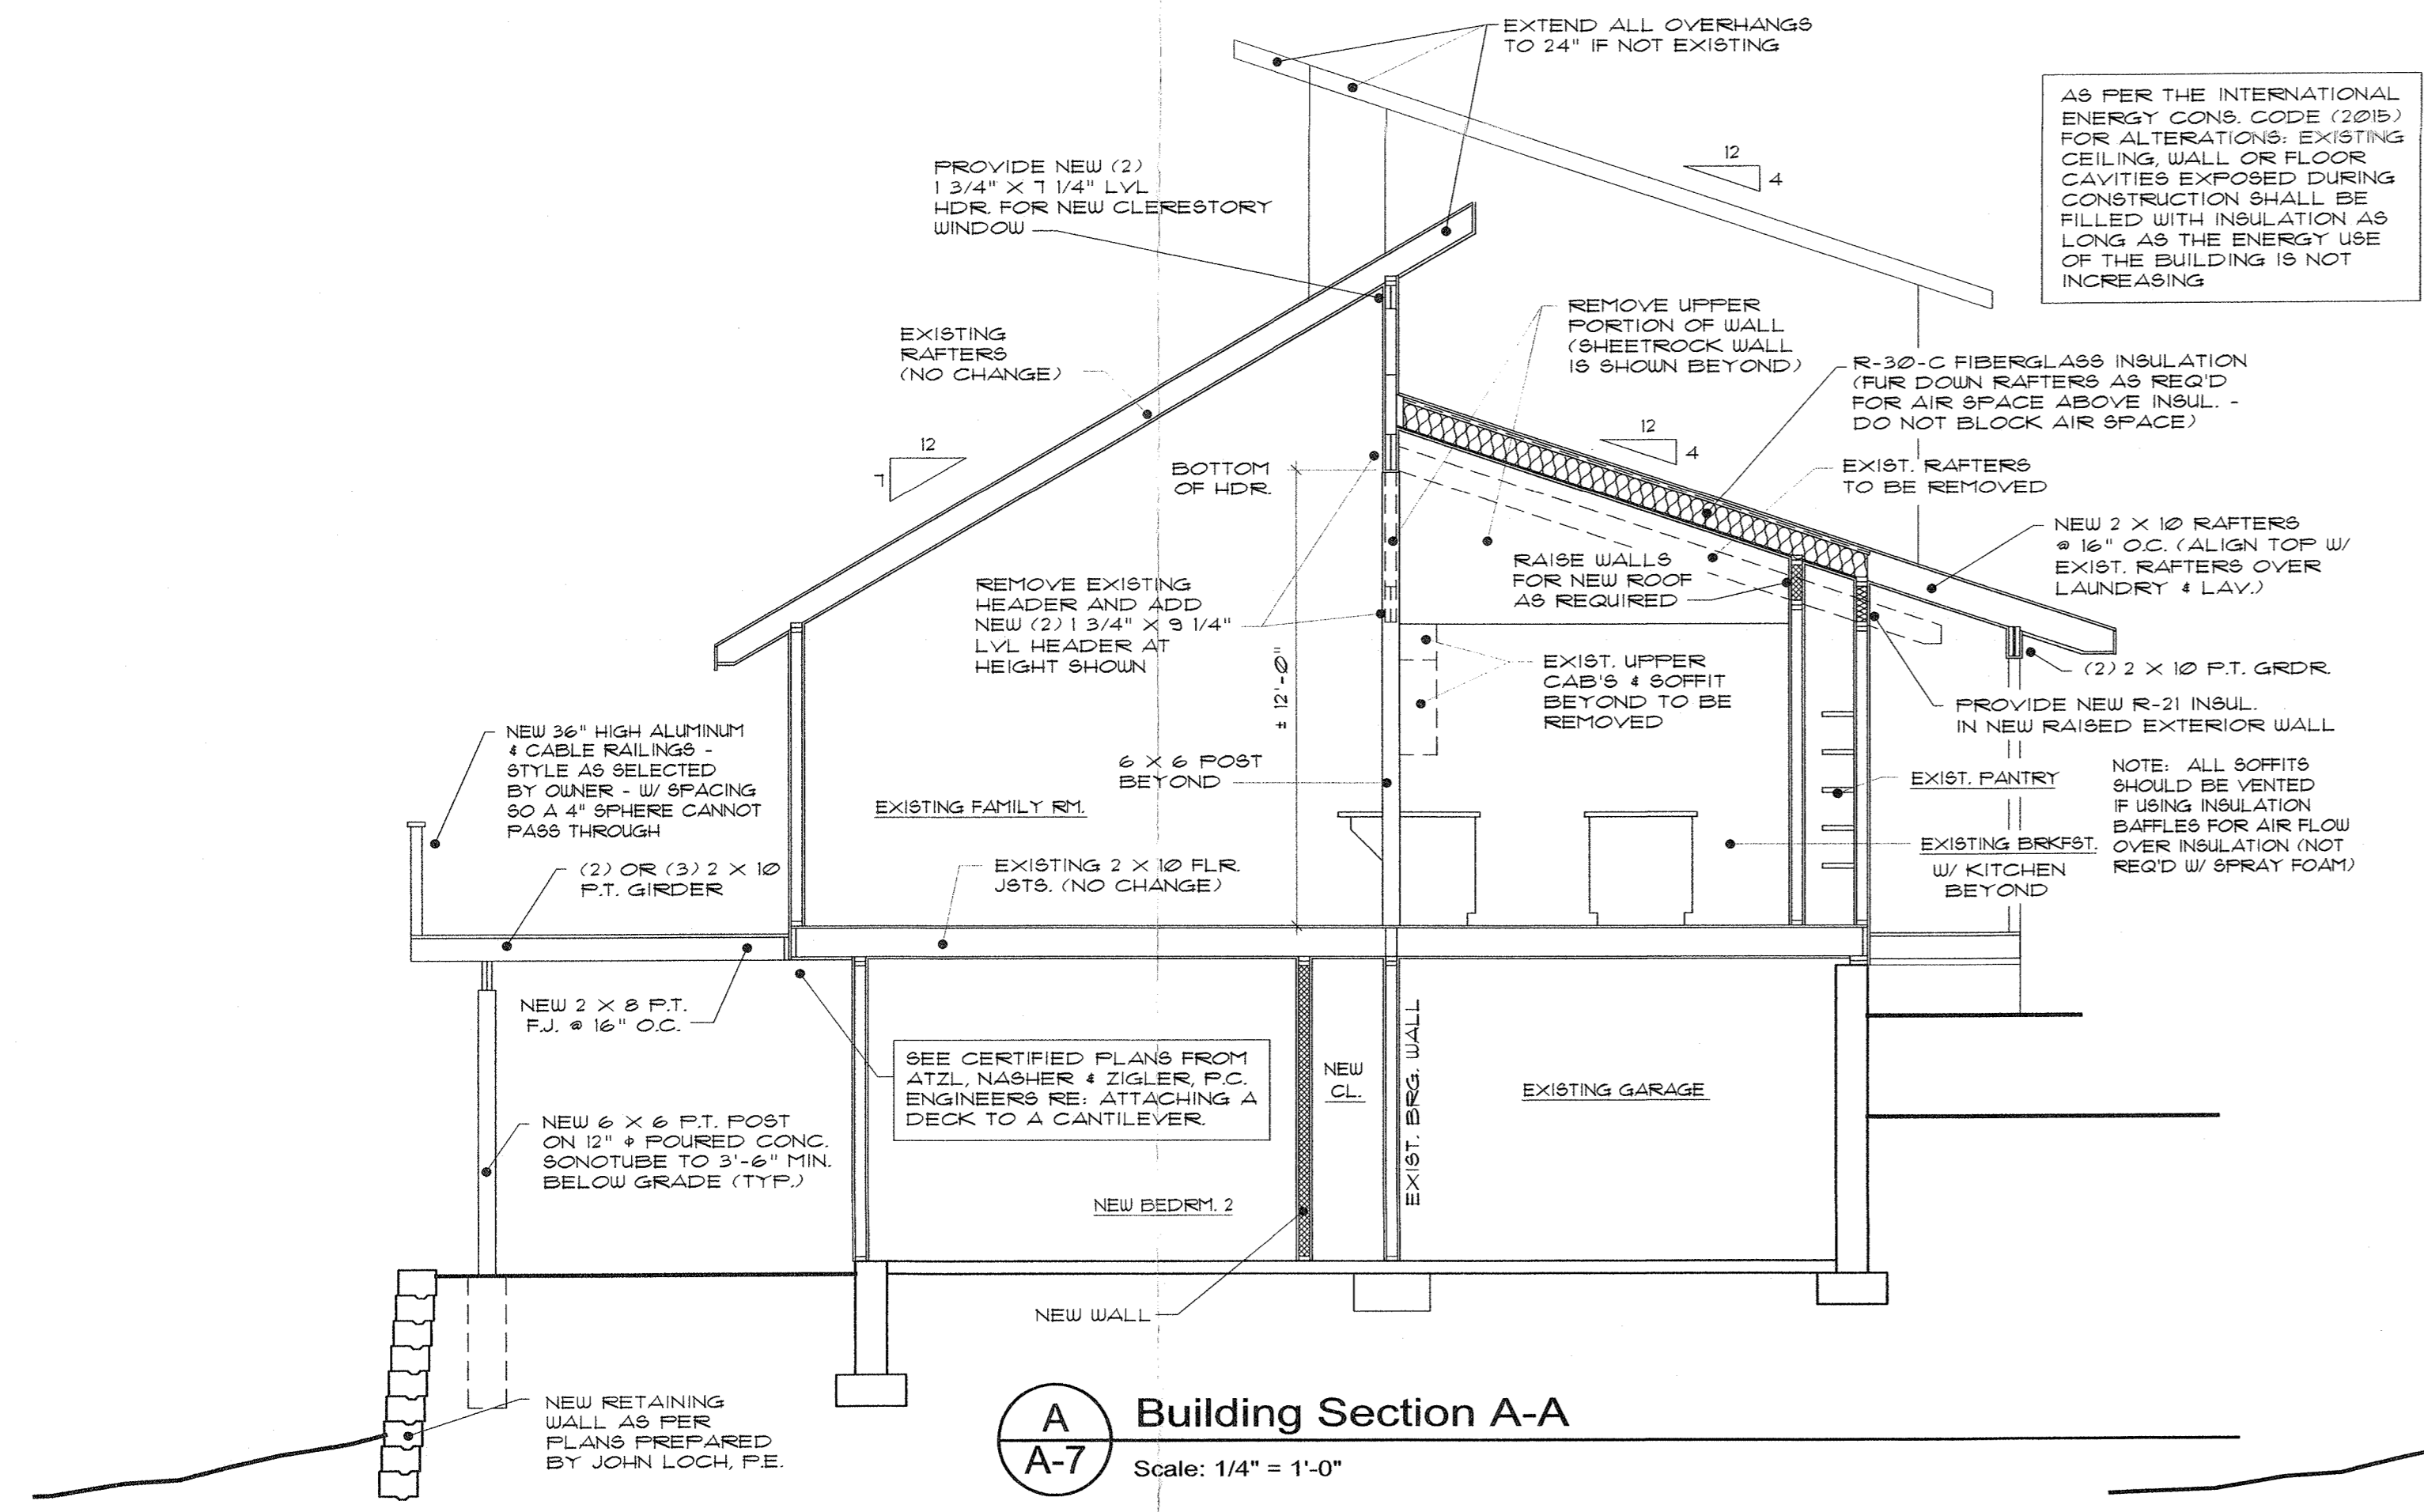 EXTEND ALL OVERHANGS
TO 24" IF NOT EXISTING
AS PER THE INTERNATIONAL
ENERGY CONS. CODE (2015)
FOR ALTERATIONS: EXISTING
CEILING, WALL OR FLOOR
CAVITIES EXPOSED DURING
CONSTRUCTION SHALL BE
FILLED WITH INSULATION AS
LONG AS THE ENERGY USE
OF THE BUILDING IS NOT
INCREASING
12
4
PROVIDE NEW (2)
1 3/4" X 7 1/4" LVL
HDR. FOR NEW CLERESTORY
WINDOW
EXISTING
RAFTERS
(NO CHANGE)
REMOVE UPPER
PORTION OF WALL
(SHEETROCK WALL
IS SHOWN BEYOND)
R-30-C FIBERGLASS INSULATION
(FUR DOWN RAFTERS AS REQ'D
FOR AIR SPACE ABOVE INSUL. -
DO NOT BLOCK AIR SPACE)
12
7
12
4
BOTTOM
OF HDR.
EXIST. RAFTERS
TO BE REMOVED
NEW 2 X 10 RAFTERS
@ 16" O.C. (ALIGN TOP W/
EXIST. RAFTERS OVER
LAUNDRY & LAV.)
RAISE WALLS
FOR NEW ROOF
AS REQUIRED
REMOVE EXISTING
HEADER AND ADD
NEW (2) 1 3/4" X 9 1/4"
LVL HEADER AT
HEIGHT SHOWN
± 12'-0"
EXIST. UPPER
CAB'S & SOFFIT
BEYOND TO BE
REMOVED
(2) 2 X 10 P.T. GRDR.
PROVIDE NEW R-21 INSUL.
IN NEW RAISED EXTERIOR WALL
NEW 36" HIGH ALUMINUM
& CABLE RAILINGS -
STYLE AS SELECTED
BY OWNER - W/ SPACING
SO A 4" SPHERE CANNOT
PASS THROUGH
6 X 6 POST
BEYOND
EXISTING FAMILY RM.
EXIST. PANTRY
NOTE: ALL SOFFITS
SHOULD BE VENTED
IF USING INSULATION
BAFFLES FOR AIR FLOW
OVER INSULATION (NOT
REQ'D W/ SPRAY FOAM)
EXISTING BRKFST.
W/ KITCHEN
BEYOND
(2) OR (3) 2 X 10
P.T. GIRDER
EXISTING 2 X 10 FLR.
JSTS. (NO CHANGE)
NEW 2 X 8 P.T.
F.J. @ 16" O.C.
SEE CERTIFIED PLANS FROM
ATZL, NASHER & ZIGLER, P.C.
ENGINEERS RE: ATTACHING A
DECK TO A CANTILEVER.
NEW
CL.
EXIST. BRG. WALL
EXISTING GARAGE
NEW 6 X 6 P.T. POST
ON 12" ϕ POURED CONC.
SONOTUBE TO 3'-6" MIN.
BELOW GRADE (TYP.)
NEW BEDRM. 2
NEW WALL
NEW RETAINING
WALL AS PER
PLANS PREPARED
BY JOHN LOCH, P.E.
A
A-7
Building Section A-A
Scale: 1/4" = 1'-0"